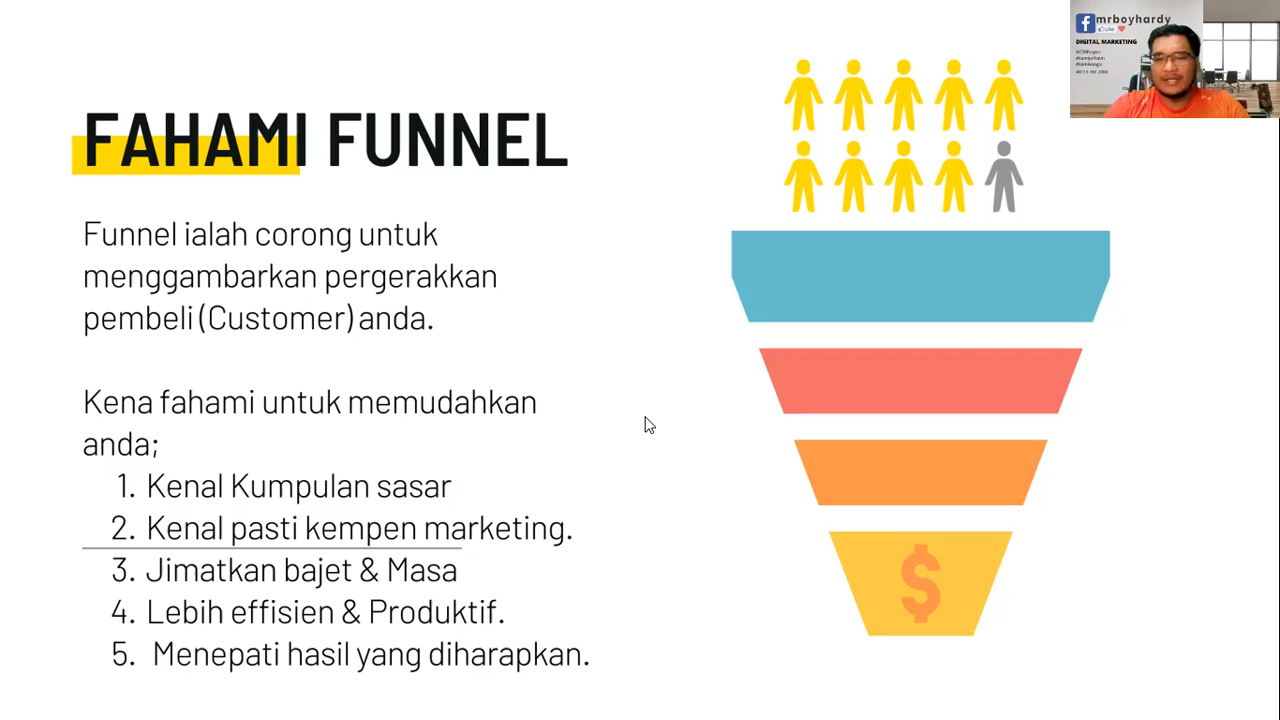 FAHAMI FUNNEL
Funnel ialah corong untuk
menggambarkan pergerakkan
pembeli (Customer) anda.
Kena fahami untuk memudahkan
anda;
1. Kenal Kumpulan sasar
2. Kenal pasti kempen marketing.
3. Jimatkan bajet & Masa
4. Lebih effisien & Produktif.
5. Menepati hasil yang diharapkan.
$
mrboyhardy
Like
DIGITAL MARKETING